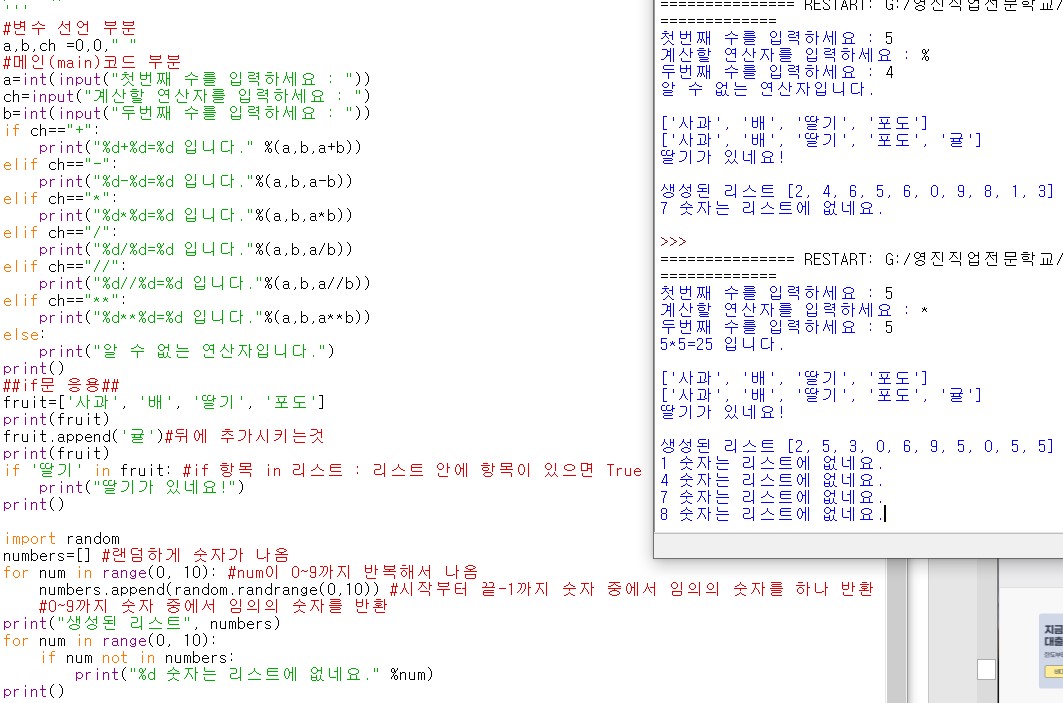 '''
#변수 선언 부분
a,b,ch =0,0," "
#메인(main)코드 부분
a=int(input("첫번째 수를 입력하세요 : "))
ch=input("계산할 연산자를 입력하세요 : ")
b=int(input("두번째 수를 입력하세요 : "))
if ch=="+":
    print("%d+%d=%d 입니다." %(a,b,a+b))
elif ch=="-":
    print("%d-%d=%d 입니다."%(a,b,a-b))
elif ch=="*":
    print("%d*%d=%d 입니다."%(a,b,a*b))
elif ch=="/":
    print("%d/%d=%d 입니다."%(a,b,a/b))
elif ch=="//":
    print("%d//%d=%d 입니다."%(a,b,a//b))
elif ch=="**":
    print("%d**%d=%d 입니다."%(a,b,a**b))
else:
    print("알 수 없는 연산자입니다.")
print()
##if문 응용##
fruit=['사과', '배', '딸기', '포도']
print(fruit)
fruit.append('귤')#뒤에 추가시키는것
print(fruit)
if '딸기' in fruit: #if 항목 in 리스트 : 리스트 안에 항목이 있으면 True
    print("딸기가 있네요!")
print()

import random
numbers=[] #랜덤하게 숫자가 나옴
for num in range(0, 10): #num이 0~9까지 반복해서 나옴
    numbers.append(random.randrange(0,10)) #시작부터 끝-1까지 숫자 중에서 임의의 숫자를 하나 반환
    #0~9까지 숫자 중에서 임의의 숫자를 반환
print("생성된 리스트", numbers)
for num in range(0, 10):
    if num not in numbers:
        print("%d 숫자는 리스트에 없네요." %num)
print()
=============== RESTART: G:/영진직업전문학교/
=============
첫번째 수를 입력하세요 : 5
계산할 연산자를 입력하세요 : %
두번째 수를 입력하세요 : 4
알 수 없는 연산자입니다.

['사과', '배', '딸기', '포도']
['사과', '배', '딸기', '포도', '귤']
딸기가 있네요!

생성된 리스트 [2, 4, 6, 5, 6, 0, 9, 8, 1, 3]
7 숫자는 리스트에 없네요.

>>>
=============== RESTART: G:/영진직업전문학교/
=============
첫번째 수를 입력하세요 : 5
계산할 연산자를 입력하세요 : *
두번째 수를 입력하세요 : 5
5*5=25 입니다.

['사과', '배', '딸기', '포도']
['사과', '배', '딸기', '포도', '귤']
딸기가 있네요!

생성된 리스트 [2, 5, 3, 0, 6, 9, 5, 0, 5, 5]
1 숫자는 리스트에 없네요.
4 숫자는 리스트에 없네요.
7 숫자는 리스트에 없네요.
8 숫자는 리스트에 없네요.
지금
대출